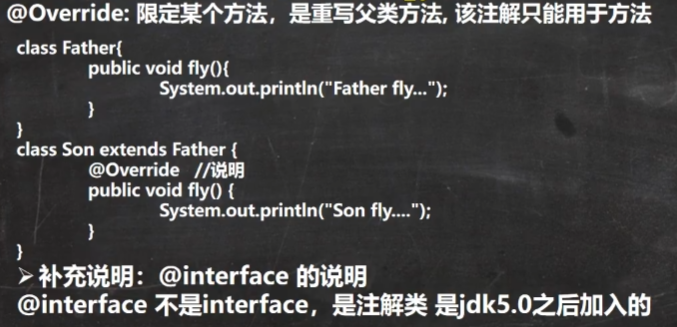 @Override: 限定某个方法，是重写父类方法, 该注解只能用于方法
class Father{
public void fly(){
System.out.println("Father fly...");
}
}
class Son extends Father {
@Override //说明
public void fly() {
System.out.println("Son fly....");
}
}
➢ 补充说明：@interface 的说明
@interface 不是interface，是注解类 是jdk5.0之后加入的